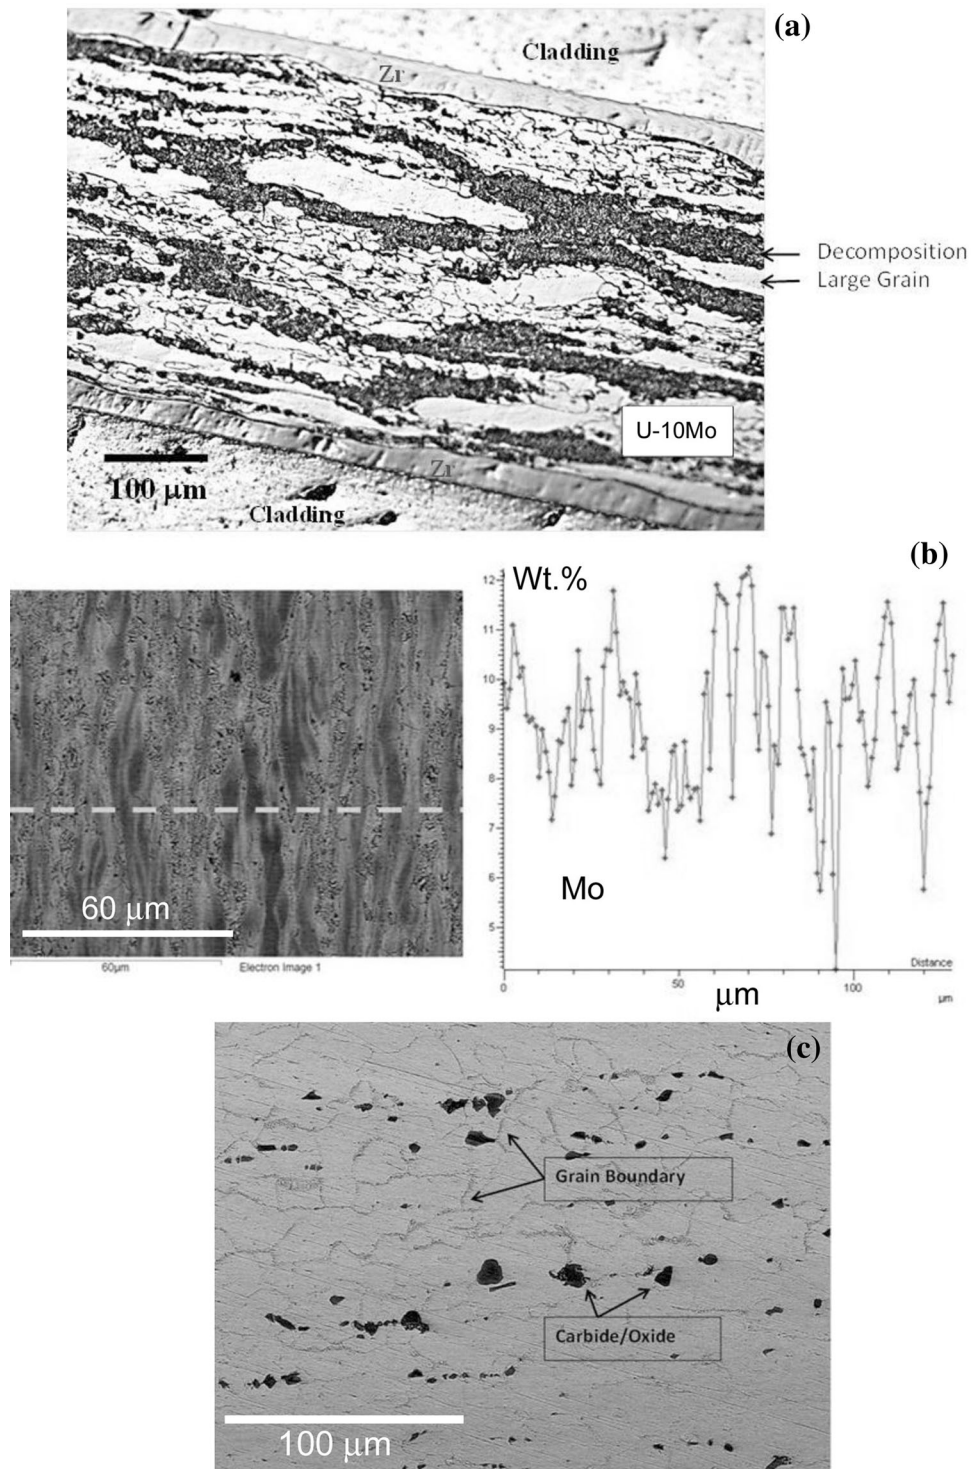 (a)
Cladding
Zr
Decomposition
Large Grain
U-10Mo
Zr
100 µm
Cladding
(b)
Wt.%
12
11
10
9
8
7
6
5
Mo
60 µm
60µm
Electron Image 1
Distance
0
50
100
µm
µm
(c)
Grain Boundary
Carbide/Oxide
100 µm